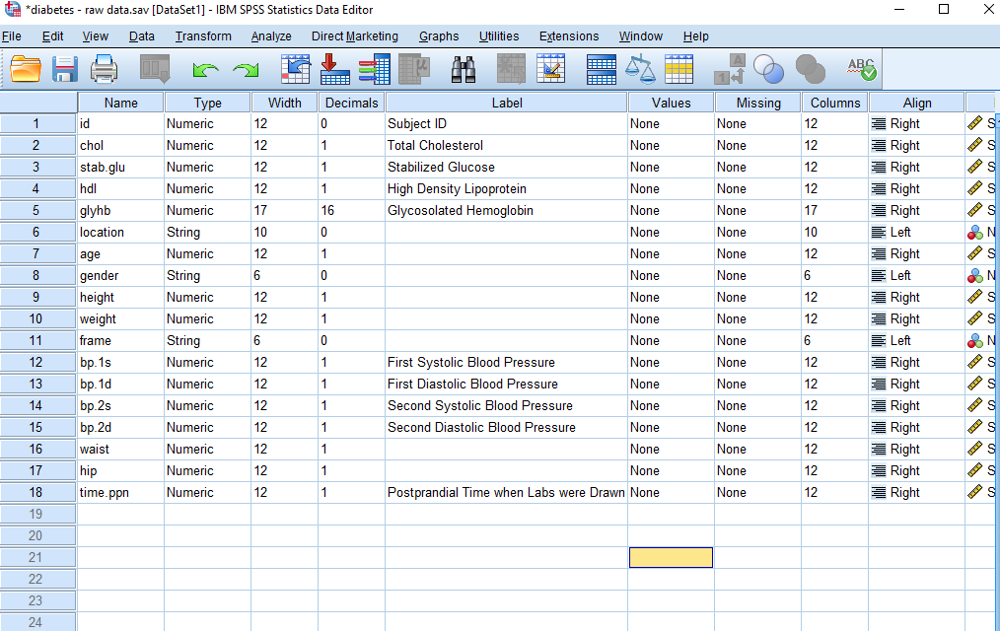 *diabetes - raw data.sav [DataSet1] - IBM SPSS Statistics Data Editor
File Edit View Data Transform Analyze Direct Marketing Graphs Utilities Extensions Window Help
A
1
ABC
Name Type Width Decimals Label Values Missing Columns Align
1 id Numeric 12 0 Subject ID None None 12 Right S
2 chol Numeric 12 1 Total Cholesterol None None 12 Right S
3 stab.glu Numeric 12 1 Stabilized Glucose None None 12 Right S
4 hdl Numeric 12 1 High Density Lipoprotein None None 12 Right S
5 glyhb Numeric 17 16 Glycosolated Hemoglobin None None 17 Right S
6 location String 10 0 None None 10 Left N
7 age Numeric 12 1 None None 12 Right S
8 gender String 6 0 None None 6 Left N
9 height Numeric 12 1 None None 12 Right S
10 weight Numeric 12 1 None None 12 Right S
11 frame String 6 0 None None 6 Left N
12 bp.1s Numeric 12 1 First Systolic Blood Pressure None None 12 Right S
13 bp.1d Numeric 12 1 First Diastolic Blood Pressure None None 12 Right S
14 bp.2s Numeric 12 1 Second Systolic Blood Pressure None None 12 Right S
15 bp.2d Numeric 12 1 Second Diastolic Blood Pressure None None 12 Right S
16 waist Numeric 12 1 None None 12 Right S
17 hip Numeric 12 1 None None 12 Right S
18 time.ppn Numeric 12 1 Postprandial Time when Labs were Drawn None None 12 Right S
19
20
21
22
23
24